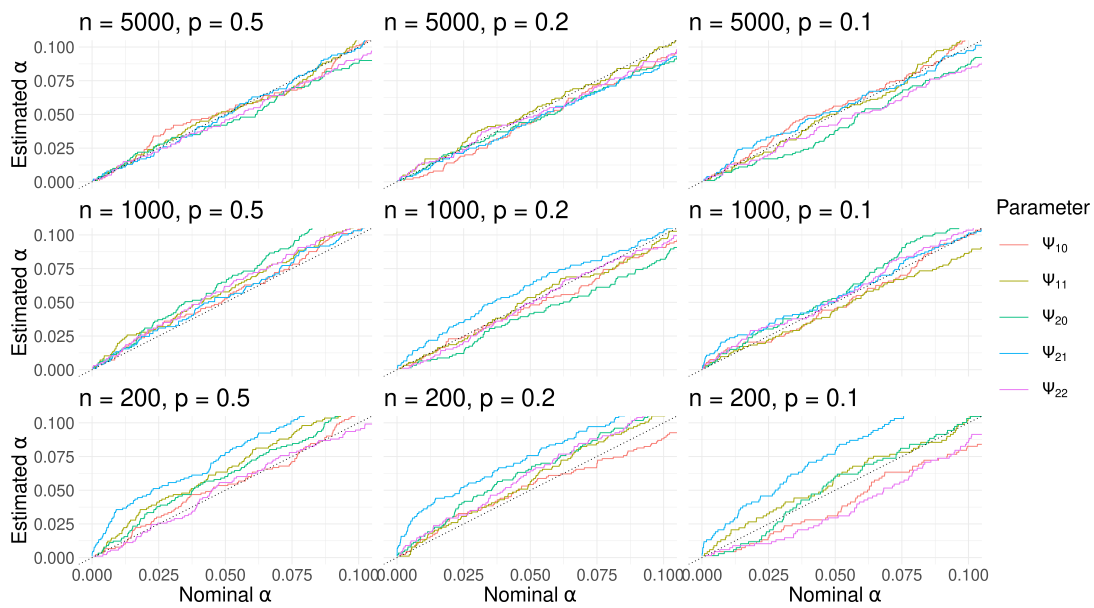 n = 5000, p = 0.5
n = 5000, p = 0.2
n = 5000, p = 0.1
Estimated α
0.100
0.075
0.050
0.025
0.000
n = 1000, p = 0.5
n = 1000, p = 0.2
n = 1000, p = 0.1
Estimated α
0.100
0.075
0.050
0.025
0.000
n = 200, p = 0.5
n = 200, p = 0.2
n = 200, p = 0.1
Estimated α
0.100
0.075
0.050
0.025
0.000
0.000 0.025 0.050 0.075 0.100
0.000 0.025 0.050 0.075 0.100
0.000 0.025 0.050 0.075 0.100
Nominal α
Nominal α
Nominal α
Parameter
Ψ₁₀
Ψ₁₁
Ψ₂₀
Ψ₂₁
Ψ₂₂